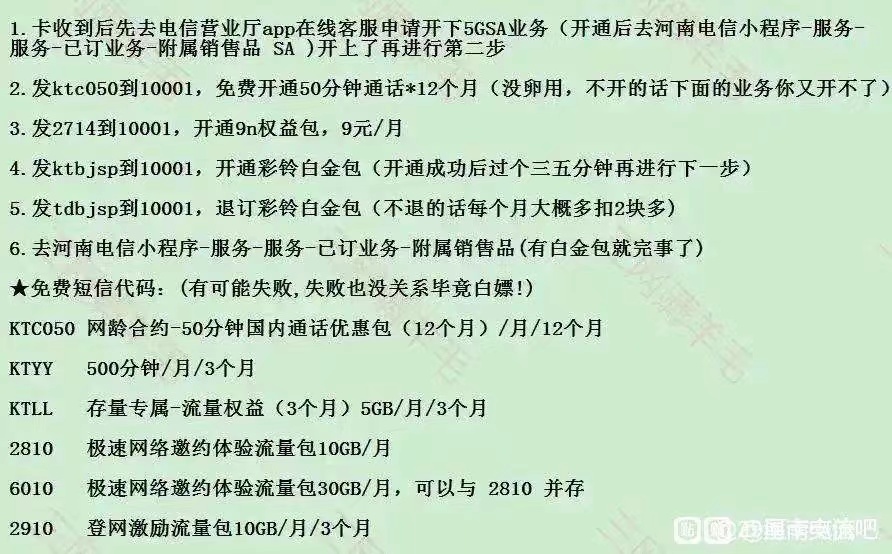 1.卡收到后先去电信营业厅app在线客服申请开下5GSA业务（开通后去河南电信小程序-服务-
服务-已订业务-附属销售品 SA )开上了再进行第二步
2.发ktc050到10001，免费开通50分钟通话*12个月（没卵用，不开的话下面的业务你又开不了）
3.发2714到10001，开通9n权益包，9元/月
4.发ktbjsp到10001，开通彩铃白金包（开通成功后过个三五分钟再进行下一步）
5.发tdbjsp到10001，退订彩铃白金包（不退的话每个月大概多扣2块多)
6.去河南电信小程序-服务-服务-已订业务-附属销售品(有白金包就完事了)
★免费短信代码：(有可能失败,失败也没关系毕竟白嫖!)
KTC050 网龄合约-50分钟国内通话优惠包（12个月）/月/12个月
KTYY 500分钟/月/3个月
KTLL 存量专属-流量权益（3个月）5GB/月/3个月
2810 极速网络邀约体验流量包10GB/月
6010 极速网络邀约体验流量包30GB/月，可以与 2810 并存
2910 登网激励流量包10GB/月/3个月